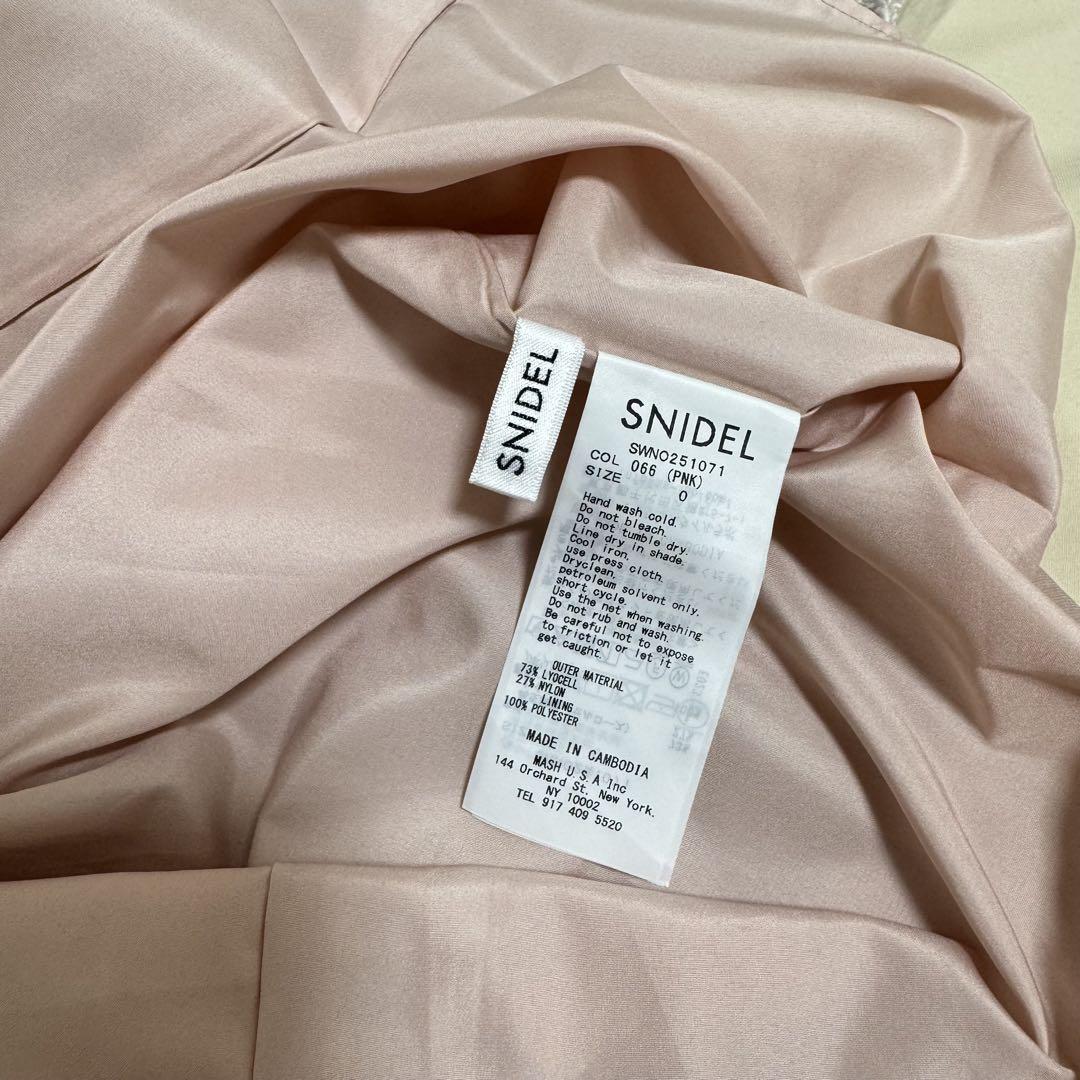 SNIDEL
SNIDEL
SWNO251071
COL 066 (PNK)
SIZE 0
Hand wash cold.
Do not bleach.
Do not tumble dry.
Line dry in shade.
Cool iron.
use press cloth.
Dryclean.
petroleum solvent only.
short cycle.
Use the net when washing.
Do not rub and wash.
Be careful not to expose
to friction or let it
get caught.
OUTER MATERIAL
73% LYOCELL
27% NYLON
LINING
100% POLYESTER
MADE IN CAMBODIA
MASH U.S.A Inc
144 Orchard St. New York.
NY 10002
TEL 917 409 5520